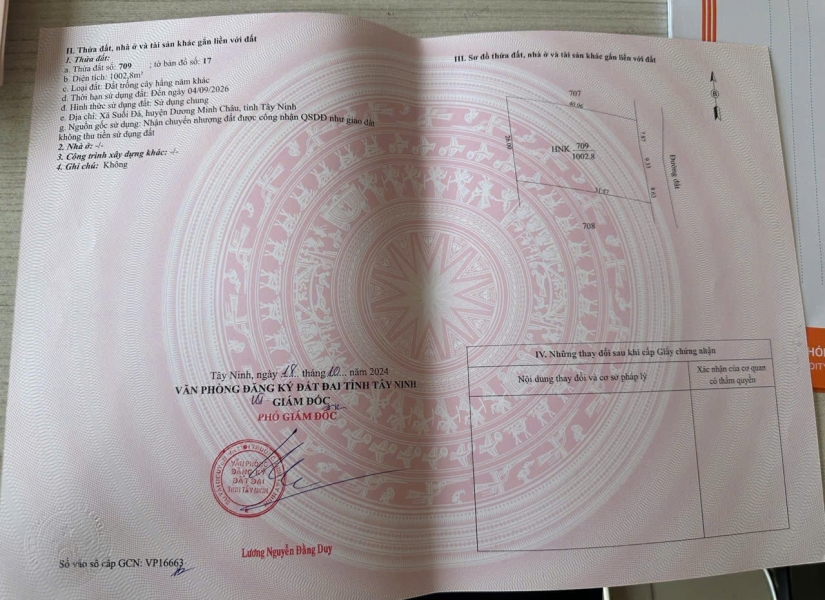 II. Thửa đất, nhà ở và tài sản khác gắn liền với đất
1. Thửa đất:
a. Thửa đất số: 709 ; tờ bản đồ số: 17
b. Diện tích: 1002,8m²
c. Loại đất: Đất trồng cây hằng năm khác
d. Thời hạn sử dụng đất: Đến ngày 04/09/2026
đ. Hình thức sử dụng đất: Sử dụng chung
e. Địa chỉ: Xã Suối Đá, huyện Dương Minh Châu, tỉnh Tây Ninh
g. Nguồn gốc sử dụng: Nhận chuyển nhượng đất được công nhận QSDĐ như giao đất
không thu tiền sử dụng đất
2. Nhà ở: -/-
3. Công trình xây dựng khác: -/-
4. Ghi chú: Không
Tây Ninh, ngày 18 tháng 10 năm 2024
VĂN PHÒNG ĐĂNG KÝ ĐẤT ĐAI TỈNH TÂY NINH
GIÁM ĐỐC
PHÓ GIÁM ĐỐC
VĂN PHÒNG
ĐĂNG KÝ
ĐẤT ĐAI
Lương Nguyễn Đằng Duy
Số vào sổ cấp GCN: VP16663
III. Sơ đồ thửa đất, nhà ở và tài sản khác gắn liền với đất
707
HNK 709
1002.8
Đường đất
708
IV. Những thay đổi sau khi cấp Giấy chứng nhận
Nội dung thay đổi và cơ sở pháp lý
Xác nhận của cơ quan
có thẩm quyền